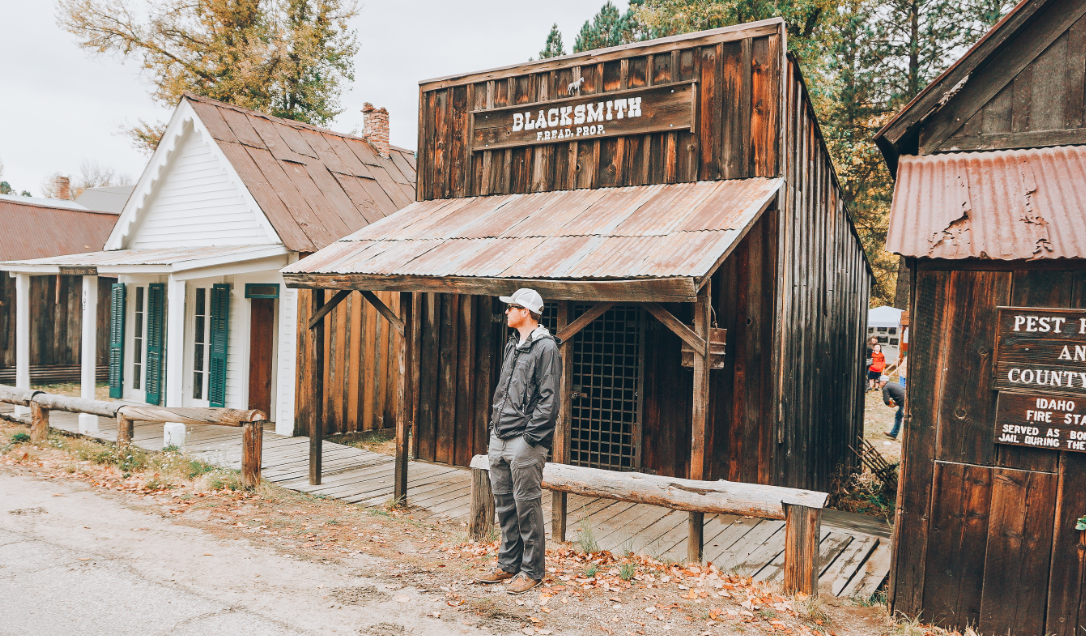 BLACKSMITH
F.READ, PROP.
PEST
AN
COUNTY
IDAHO
FIRE STA
SERVED AS BO
JAIL DURING THE